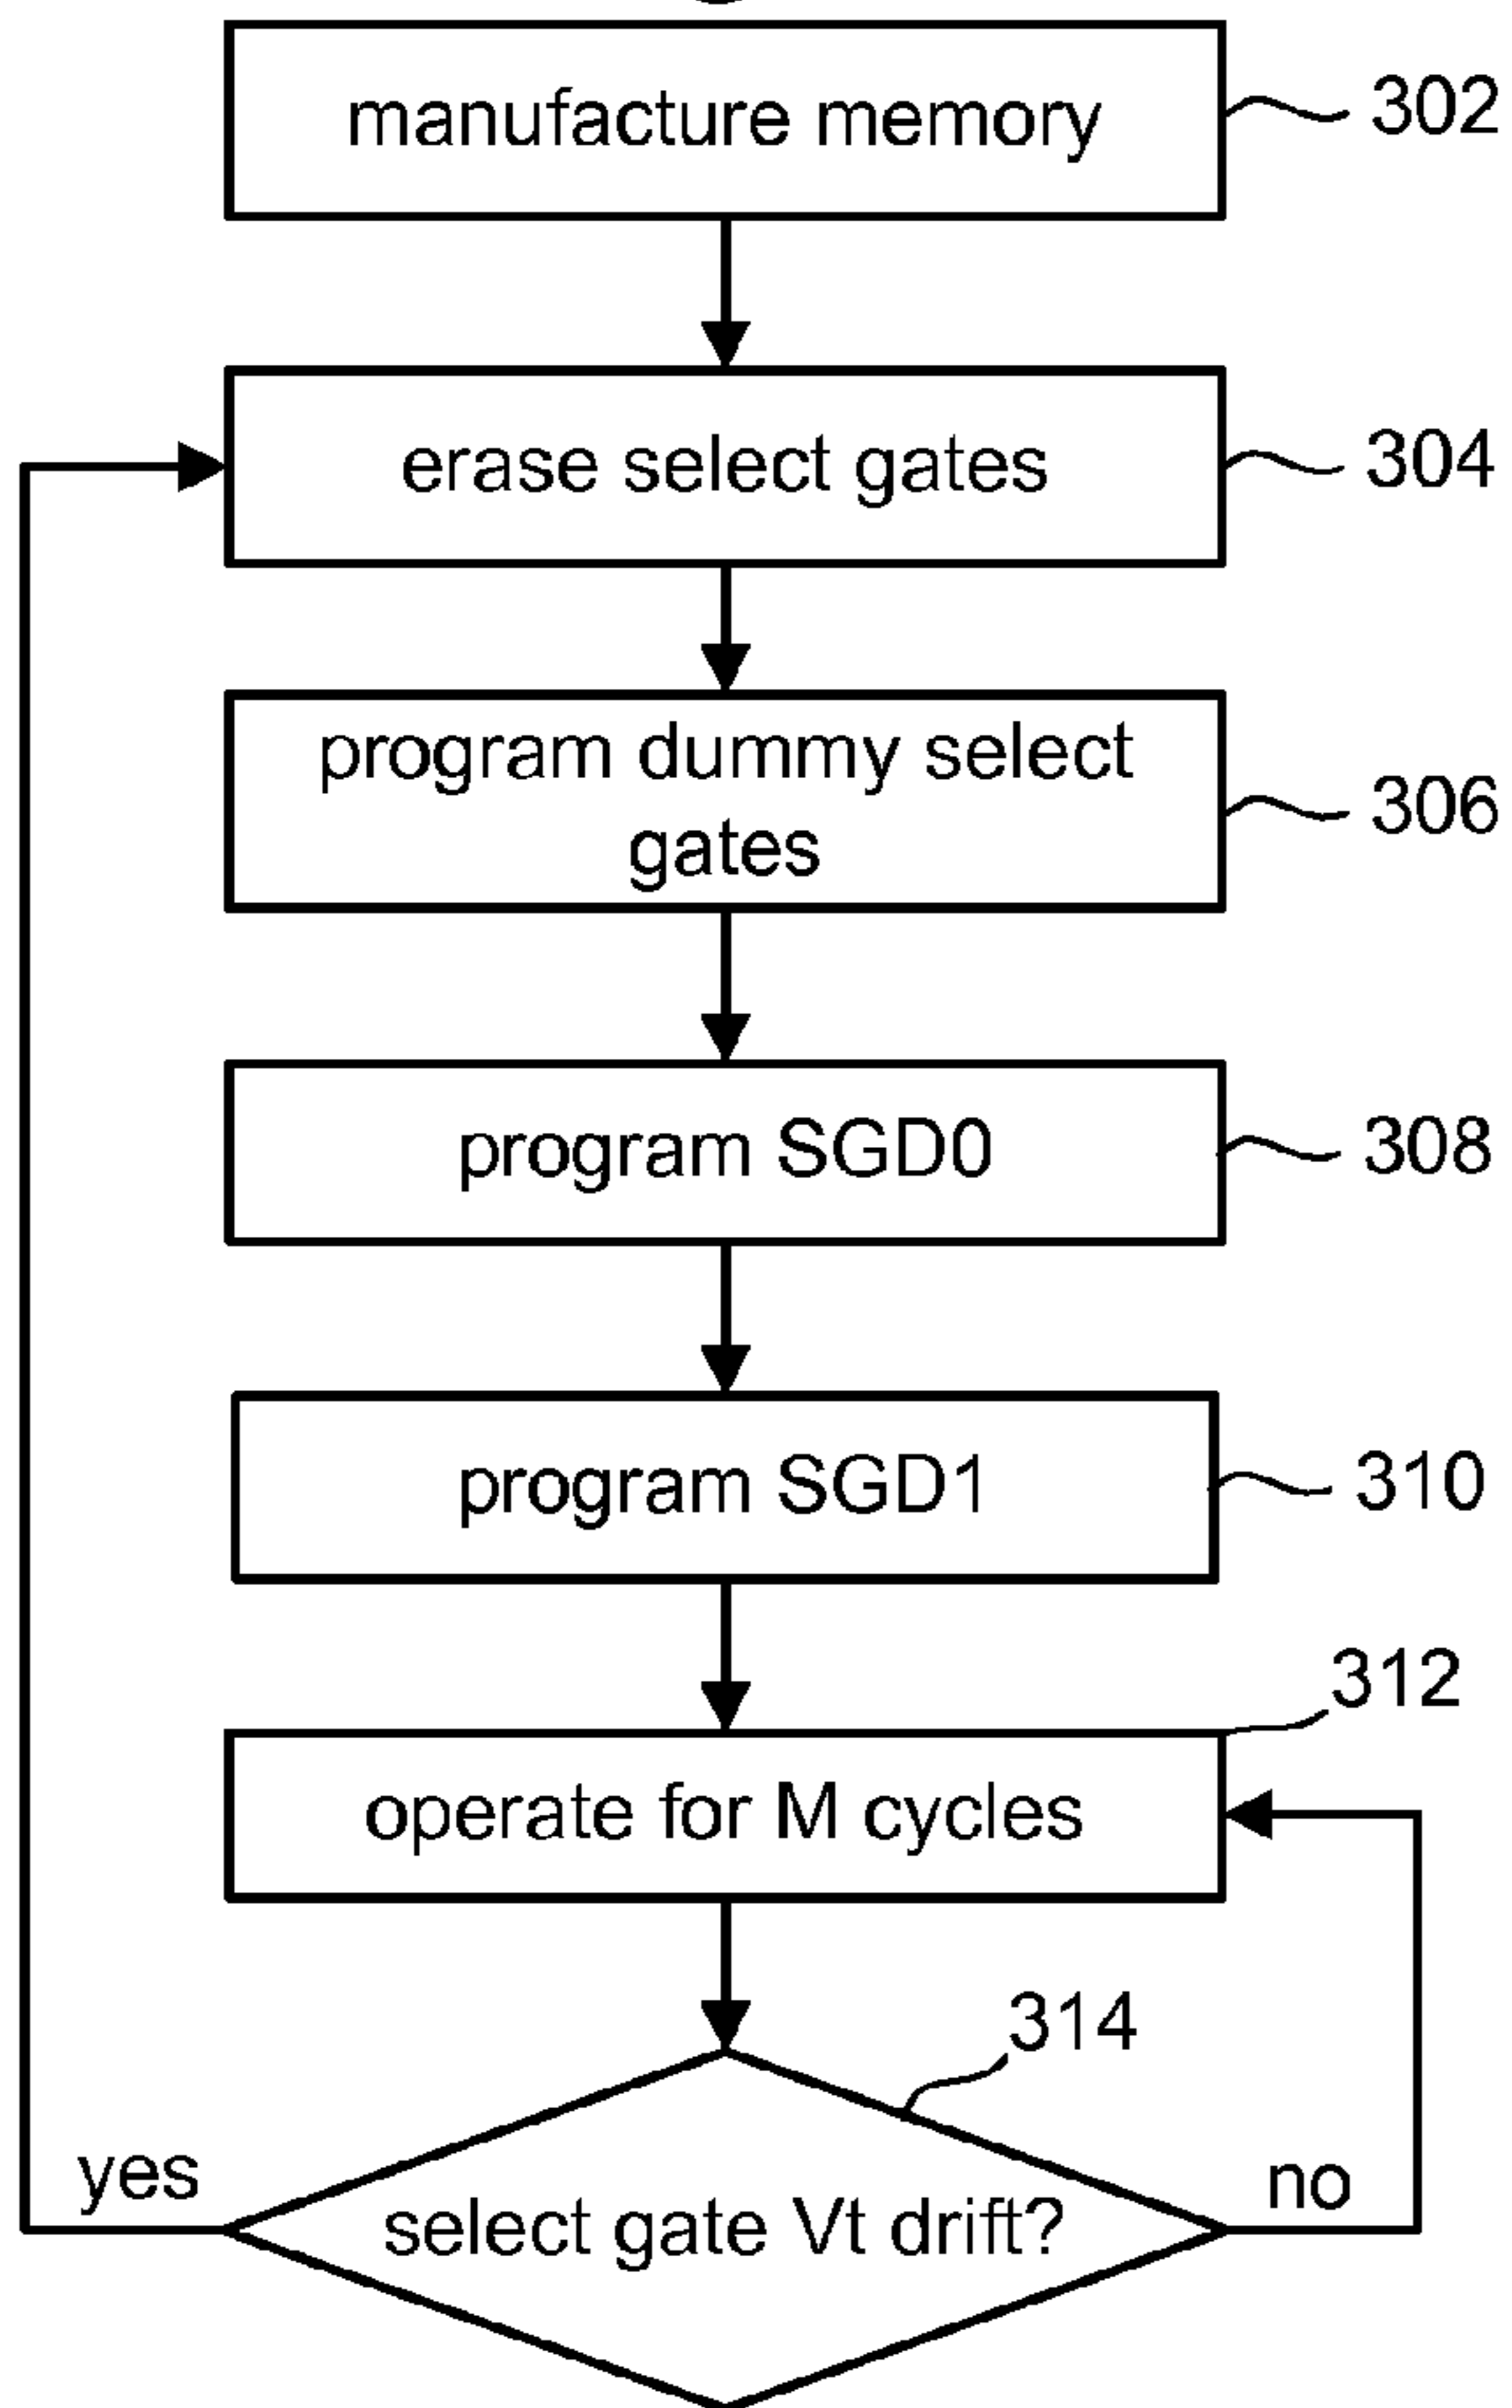 manufacture memory
302
erase select gates
304
program dummy select
gates
306
program SGD0
308
program SGD1
310
312
operate for M cycles
314
yes
no
select gate Vt drift?